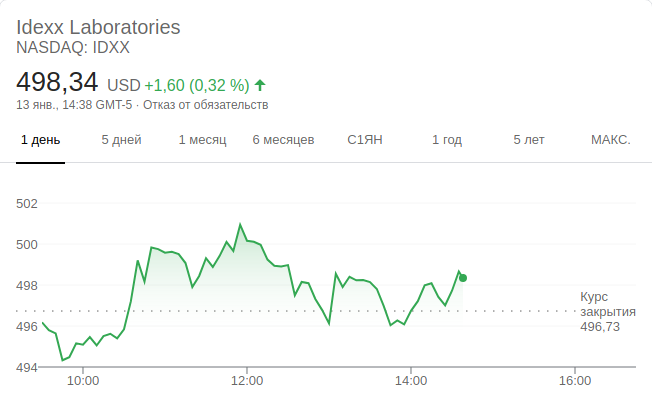 Idexx Laboratories
NASDAQ: IDXX
498,34 USD +1,60 (0,32 %)
13 янв., 14:38 GMT-5 · Отказ от обязательств
1 день 5 дней 1 месяц 6 месяцев С1ЯН 1 год 5 лет МАКС.
502
500
498
496
494
Курс
закрытия
496,73
10:00 12:00 14:00 16:00